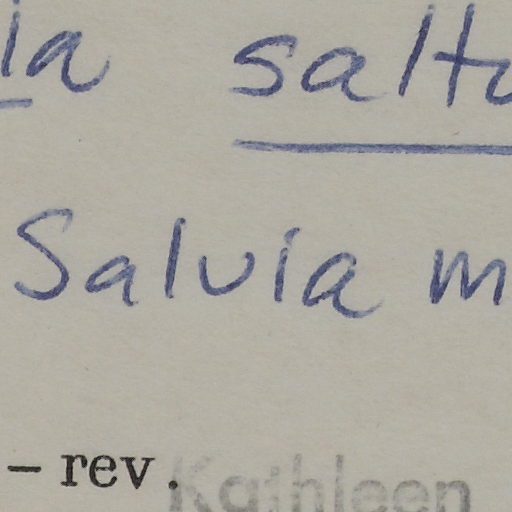 ia salt
Salvia m
– rev. Kathleen